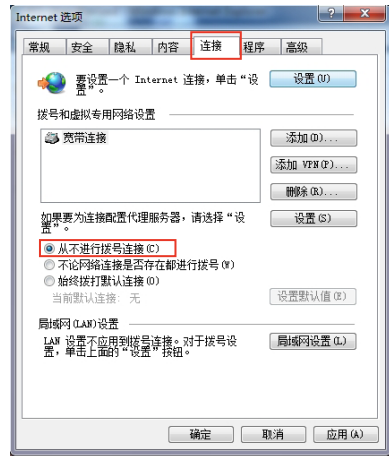 Internet 选项
常规 安全 隐私 内容 连接 程序 高级
要设置一个 Internet 连接，单击“设
置”。
设置(U)
拨号和虚拟专用网络设置
宽带连接
添加(D)...
添加 VPN(P)...
删除(R)...
如果要为连接配置代理服务器，请选择“设
置”。
设置(S)
从不进行拨号连接(C)
不论网络连接是否存在都进行拨号(W)
始终拨打默认连接(O)
当前默认连接: 无
设置默认值(E)
局域网(LAN)设置
LAN 设置不应用到拨号连接。对于拨号设
置，单击上面的“设置”按钮。
局域网设置(L)
确定 取消 应用(A)